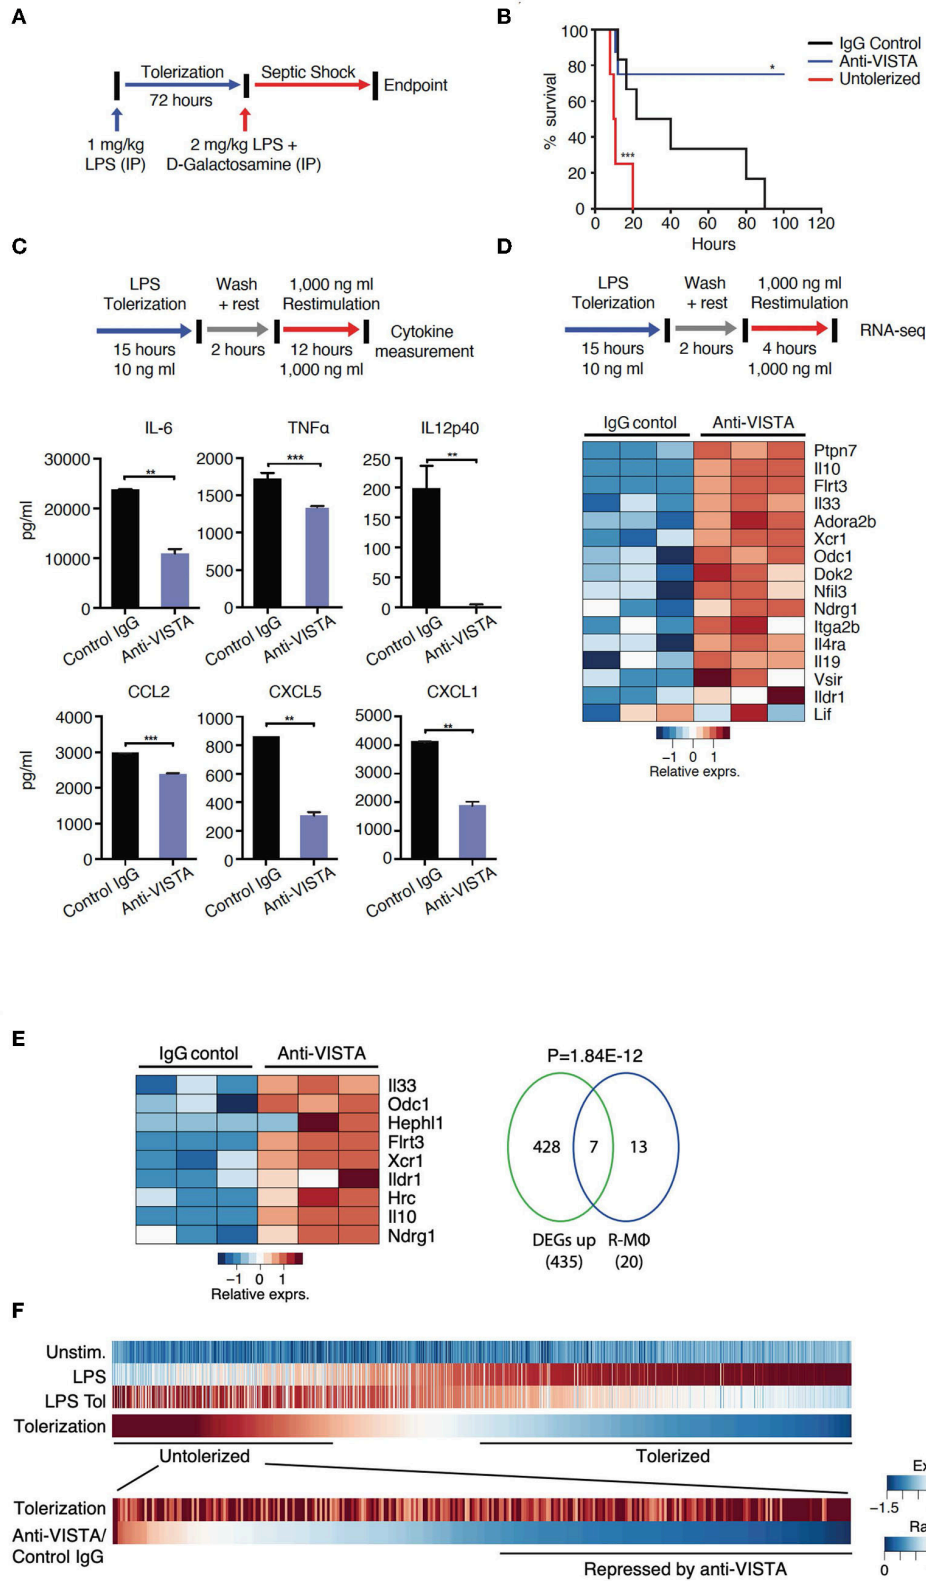 A
Tolerization
72 hours
Septic Shock
Endpoint
1 mg/kg
LPS (IP)
2 mg/kg LPS +
D-Galactosamine (IP)
B
% survival
100
80
60
40
20
0
0 20 40 60 80 100 120
Hours
*
***
IgG Control
Anti-VISTA
Untolerized
C
LPS
Tolerization
Wash
+ rest
1,000 ng ml
Restimulation
15 hours
10 ng ml
2 hours
12 hours
1,000 ng ml
Cytokine
measurement
IL-6
pg/ml
30000
20000
10000
0
**
Control IgG
Anti-VISTA
TNFα
2000
1500
1000
500
0
***
Control IgG
Anti-VISTA
IL12p40
250
200
150
100
50
0
**
Control IgG
Anti-VISTA
CCL2
pg/ml
4000
3000
2000
1000
0
***
Control IgG
Anti-VISTA
CXCL5
1000
800
600
400
200
0
**
Control IgG
Anti-VISTA
CXCL1
5000
4000
3000
2000
1000
0
**
Control IgG
Anti-VISTA
D
LPS
Tolerization
Wash
+ rest
1,000 ng ml
Restimulation
15 hours
10 ng ml
2 hours
4 hours
1,000 ng ml
RNA-seq
IgG contol
Anti-VISTA
Ptpn7
Il10
Flrt3
Il33
Adora2b
Xcr1
Odc1
Dok2
Nfil3
Ndrg1
Itga2b
Il4ra
Il19
Vsir
Ildr1
Lif
−1 0 1
Relative exprs.
E
IgG contol
Anti-VISTA
Il33
Odc1
Hephl1
Flrt3
Xcr1
Ildr1
Hrc
Il10
Ndrg1
−1 0 1
Relative exprs.
P=1.84E-12
428 7 13
DEGs up
(435)
R-MΦ
(20)
F
Unstim.
LPS
LPS Tol
Tolerization
Untolerized
Tolerized
Tolerization
Anti-VISTA/
Control IgG
Repressed by anti-VISTA
Ex
-1.5
Ra
0